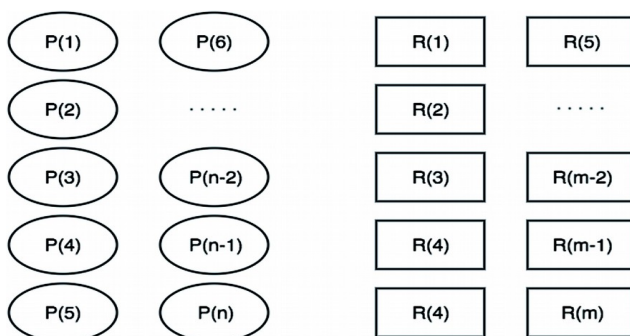 P(1) P(6) R(1) R(5)
P(2) ..... R(2) .....
P(3) P(n-2) R(3) R(m-2)
P(4) P(n-1) R(4) R(m-1)
P(5) P(n) R(4) R(m)